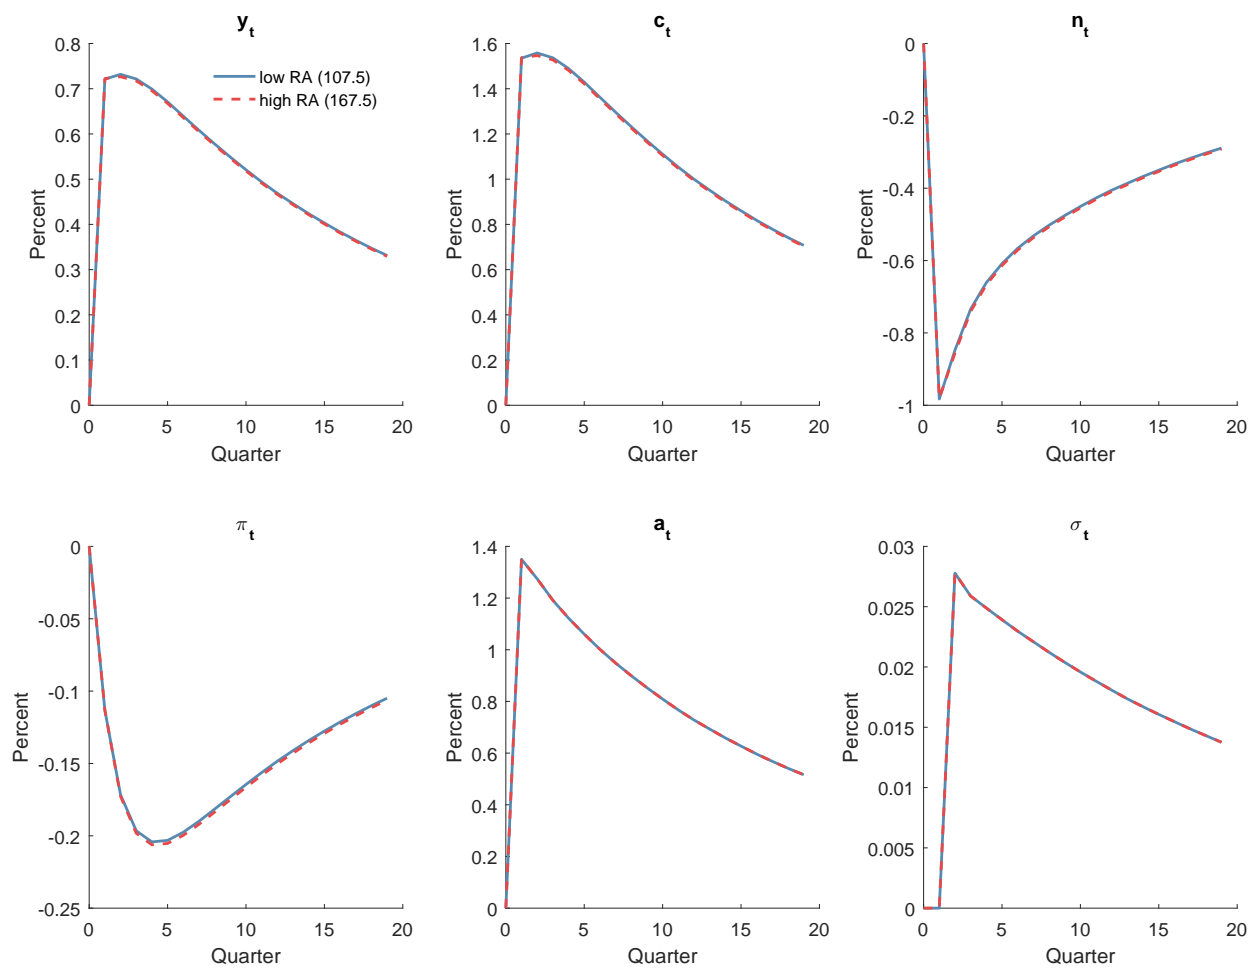 y_t
0.8
0.7
0.6
0.5
0.4
0.3
0.2
0.1
0
0 5 10 15 20
Percent
Quarter
low RA (107.5)
high RA (167.5)
c_t
1.6
1.4
1.2
1
0.8
0.6
0.4
0.2
0
0 5 10 15 20
Percent
Quarter
n_t
0
-0.2
-0.4
-0.6
-0.8
-1
0 5 10 15 20
Percent
Quarter
π_t
0
-0.05
-0.1
-0.15
-0.2
-0.25
0 5 10 15 20
Percent
Quarter
a_t
1.4
1.2
1
0.8
0.6
0.4
0.2
0
0 5 10 15 20
Percent
Quarter
σ_t
0.03
0.025
0.02
0.015
0.01
0.005
0
0 5 10 15 20
Percent
Quarter